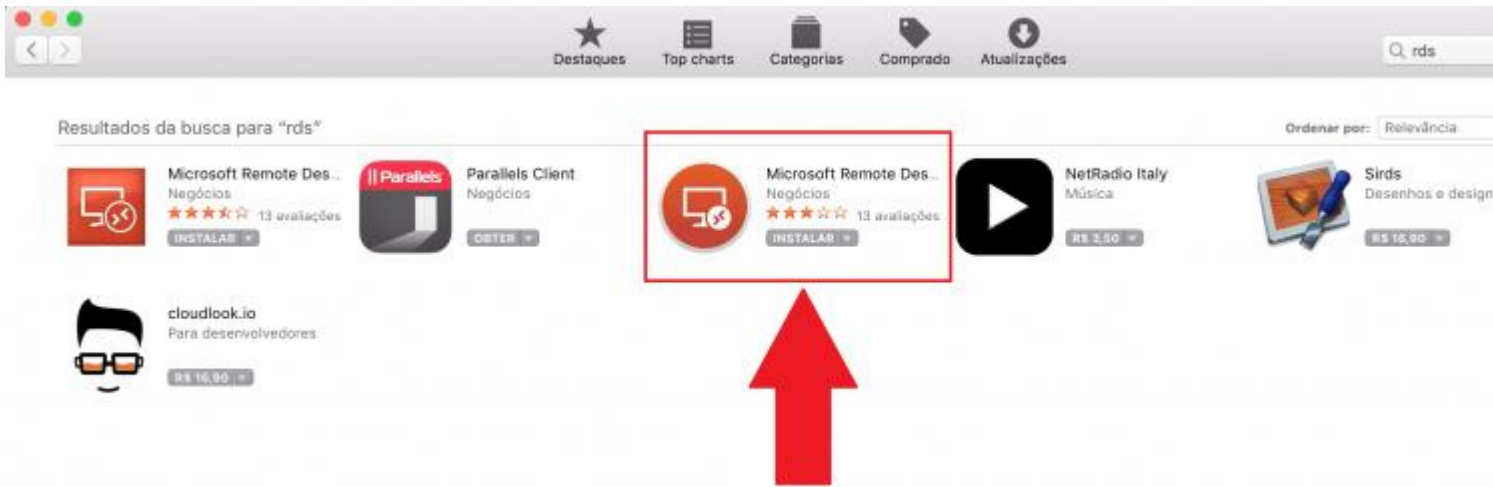 Destaques Top charts Categorias Comprado Atualizações
rds
Resultados da busca para "rds"
Ordenar por: Relevância
Microsoft Remote Des...
Negócios
13 avaliações
INSTALAR
|| Parallels
Parallels Client
Negócios
OBTER
Microsoft Remote Des...
Negócios
13 avaliações
INSTALAR
NetRadio Italy
Música
R$ 2,50
Sirds
Desenhos e design
R$ 16,90
cloudlook.io
Para desenvolvedores
R$ 16,90